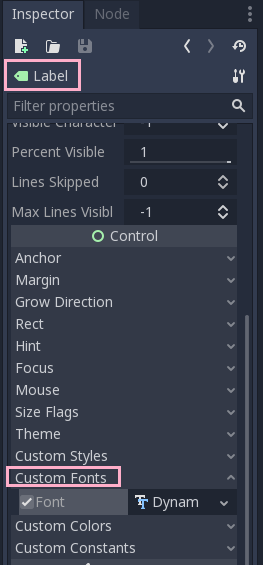 Inspector Node
Label
Filter properties
Visible Character -1
Percent Visible 1
Lines Skipped 0
Max Lines Visibl -1
Control
Anchor
Margin
Grow Direction
Rect
Hint
Focus
Mouse
Size Flags
Theme
Custom Styles
Custom Fonts
Font Dynam
Custom Colors
Custom Constants